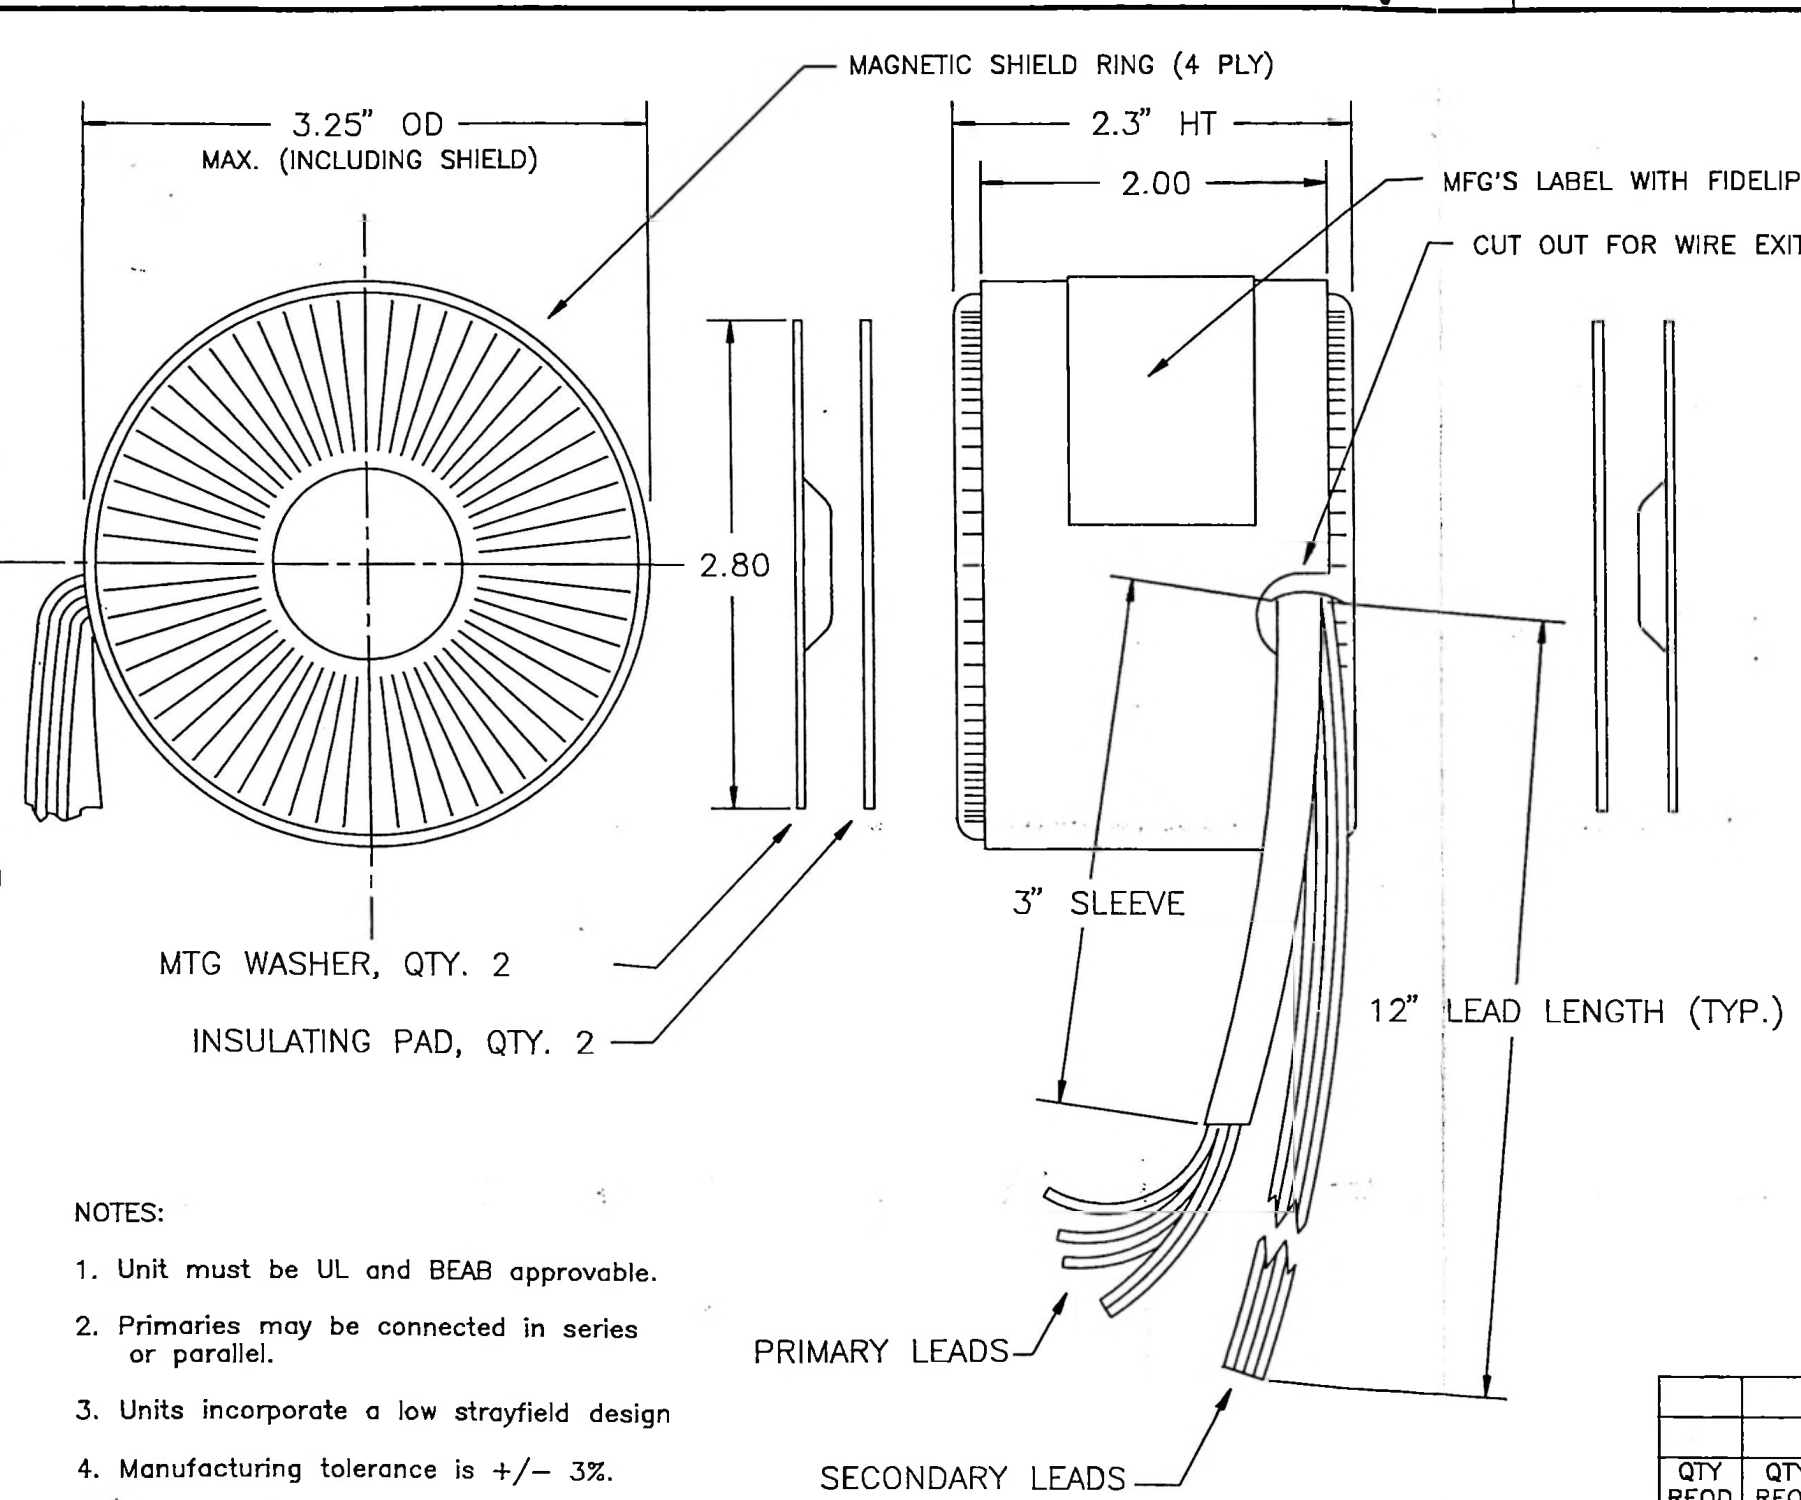 MAGNETIC SHIELD RING (4 PLY)
3.25" OD
MAX. (INCLUDING SHIELD)
2.3" HT
2.00
MFG'S LABEL WITH FIDELIP
CUT OUT FOR WIRE EXIT
2.80
3" SLEEVE
MTG WASHER, QTY. 2
INSULATING PAD, QTY. 2
12" LEAD LENGTH (TYP.)
NOTES:
1. Unit must be UL and BEAB approvable.
2. Primaries may be connected in series
or parallel.
3. Units incorporate a low strayfield design
4. Manufacturing tolerance is +/- 3%.
PRIMARY LEADS
SECONDARY LEADS
QTY QTY
REQD